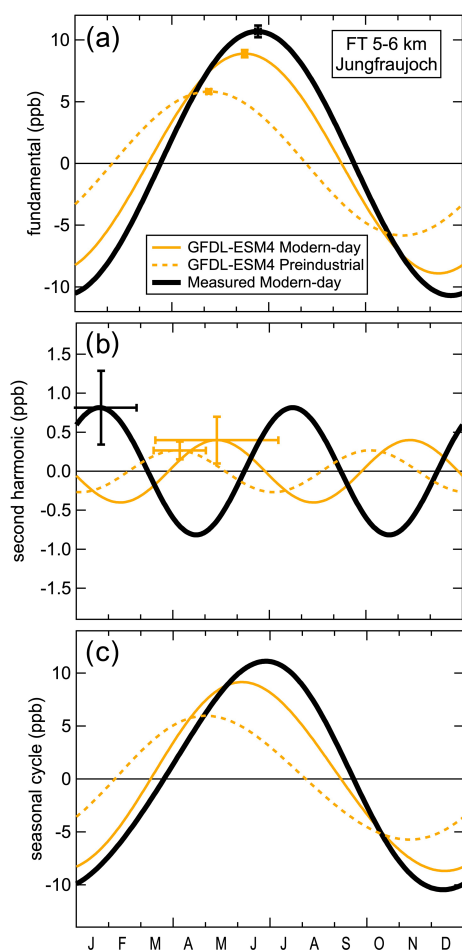 (a)
FT 5-6 km
Jungfraujoch
fundamental (ppb)
10
5
0
-5
-10
GFDL-ESM4 Modern-day
GFDL-ESM4 Preindustrial
Measured Modern-day
(b)
second harmonic (ppb)
1.5
1.0
0.5
0.0
-0.5
-1.0
-1.5
(c)
seasonal cycle (ppb)
10
5
0
-5
-10
J F M A M J J A S O N D